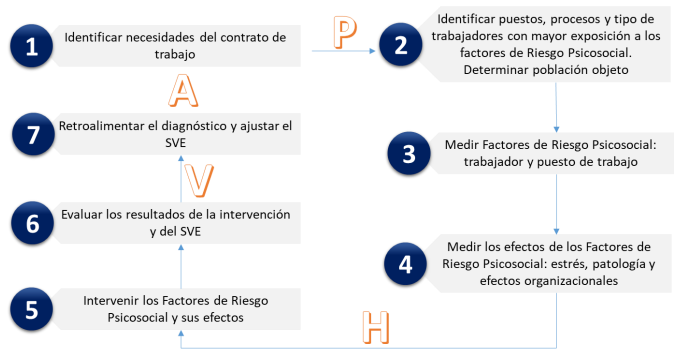 1
Identificar necesidades del contrato de
trabajo
P
2
Identificar puestos, procesos y tipo de
trabajadores con mayor exposición a los
factores de Riesgo Psicosocial.
Determinar población objeto
A
7
Retroalimentar el diagnóstico y ajustar el
SVE
3
Medir Factores de Riesgo Psicosocial:
trabajador y puesto de trabajo
V
6
Evaluar los resultados de la intervención
y del SVE
4
Medir los efectos de los Factores de
Riesgo Psicosocial: estrés, patología y
efectos organizacionales
5
Intervenir los Factores de Riesgo
Psicosocial y sus efectos
H